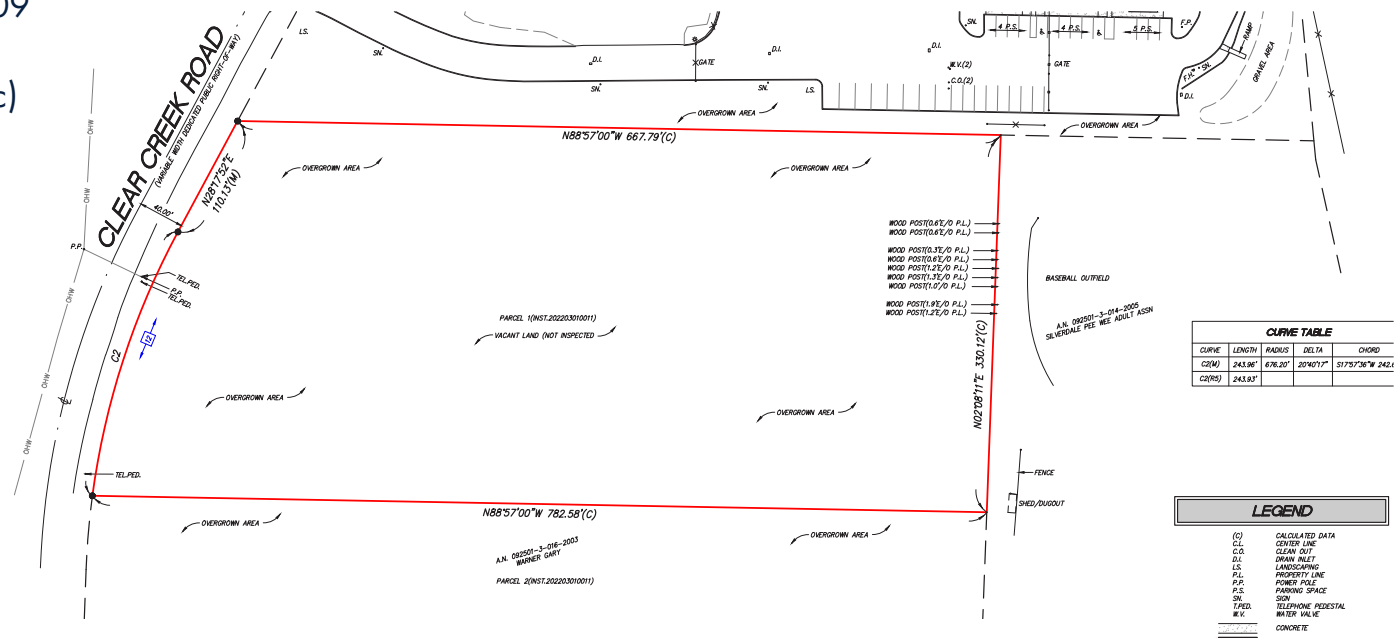 09
c)
CLEAR CREEK ROAD
(VARIABLE WIDTH DEDICATED PUBLIC RIGHT-OF-WAY)
LS.
SN.
D.I.
SN.
GATE
D.I.
SN.
LS.
D.I.
W.V.(2)
C.O.(2)
SN.
4 P.S.
&
4 P.S.
&
5 P.S.
F.P.
GATE
RAMP
GRAVEL AREA
F.H.
SN.
D.I.
OVERGROWN AREA
OVERGROWN AREA
N88°57'00"W 667.79'(C)
OHW
OHW
OHW
OHW
OHW
N28°17'52"E
110.13'(M)
40.00'
OVERGROWN AREA
OVERGROWN AREA
P.P.
TEL.PED.
P.P.
TEL.PED.
12
C2
WOOD POST(0.6'E/O P.L.)
WOOD POST(0.6'E/O P.L.)
WOOD POST(0.3'E/O P.L.)
WOOD POST(0.6'E/O P.L.)
WOOD POST(1.2'E/O P.L.)
WOOD POST(1.3'E/O P.L.)
WOOD POST(1.0'/O P.L.)
WOOD POST(1.9'E/O P.L.)
WOOD POST(1.2'E/O P.L.)
BASEBALL OUTFIELD
A.N. 092501-3-014-2005
SILVERDALE PEE WEE ADULT ASSN
PARCEL 1(INST.202203010011)
VACANT LAND (NOT INSPECTED
N02°08'11"E 330.12'(C)
CURVE TABLE
CURVE LENGTH RADIUS DELTA CHORD
C2(M) 243.96' 676.20' 20°40'17" S17°57'36"W 242.6
C2(R5) 243.93'
OVERGROWN AREA
OVERGROWN AREA
TEL.PED.
FENCE
SHED/DUGOUT
N88°57'00"W 782.58'(C)
OVERGROWN AREA
OVERGROWN AREA
A.N. 092501-3-016-2003
WARNER GARY
PARCEL 2(INST.202203010011)
LEGEND
(C) CALCULATED DATA
C.L. CENTER LINE
C.O. CLEAN OUT
D.I. DRAIN INLET
LS. LANDSCAPING
P.L. PROPERTY LINE
P.P. POWER POLE
P.S. PARKING SPACE
SN. SIGN
T.PED. TELEPHONE PEDESTAL
W.V. WATER VALVE
CONCRETE